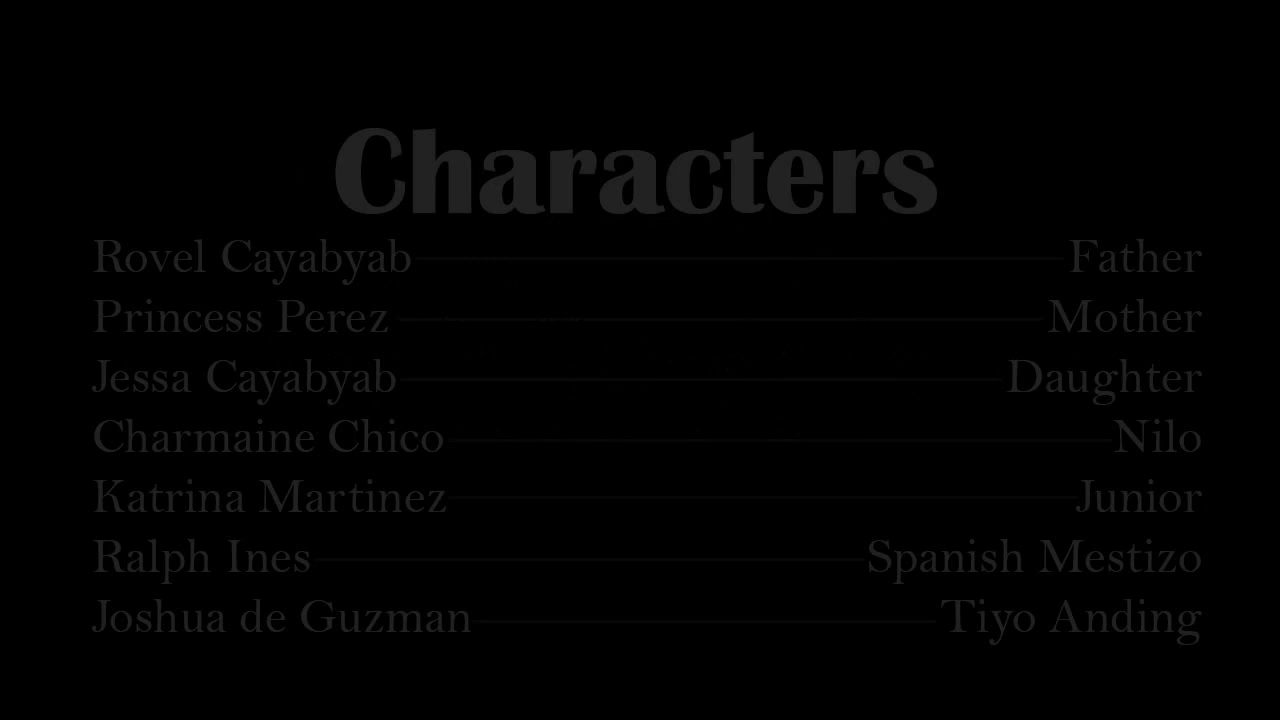 Characters
Rovel Cayabyab Father
Princess Perez Mother
Jessa Cayabyab Daughter
Charmaine Chico Nilo
Katrina Martinez Junior
Ralph Ines Spanish Mestizo
Joshua de Guzman Tiyo Anding